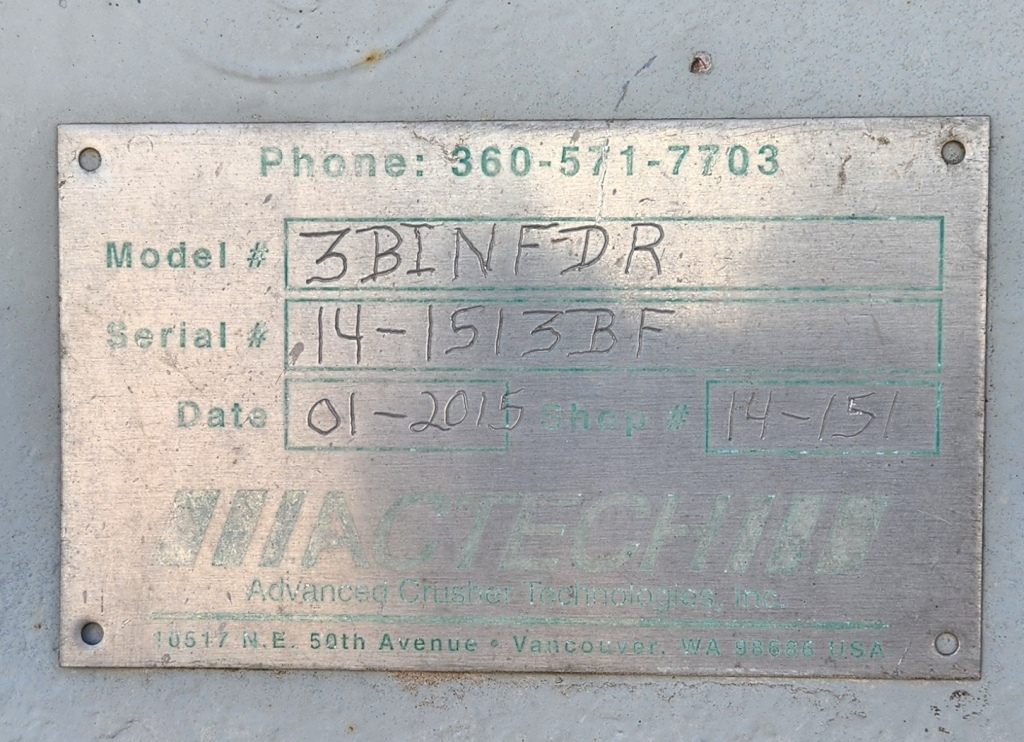 Phone: 360-571-7703
Model # 3BINFDR
Serial # 14-1513BF
Date 01-2015 Shop # 14-151
ACTECH
Advanced Crusher Technologies, Inc.
10517 N.E. 50th Avenue • Vancouver, WA 98686 USA